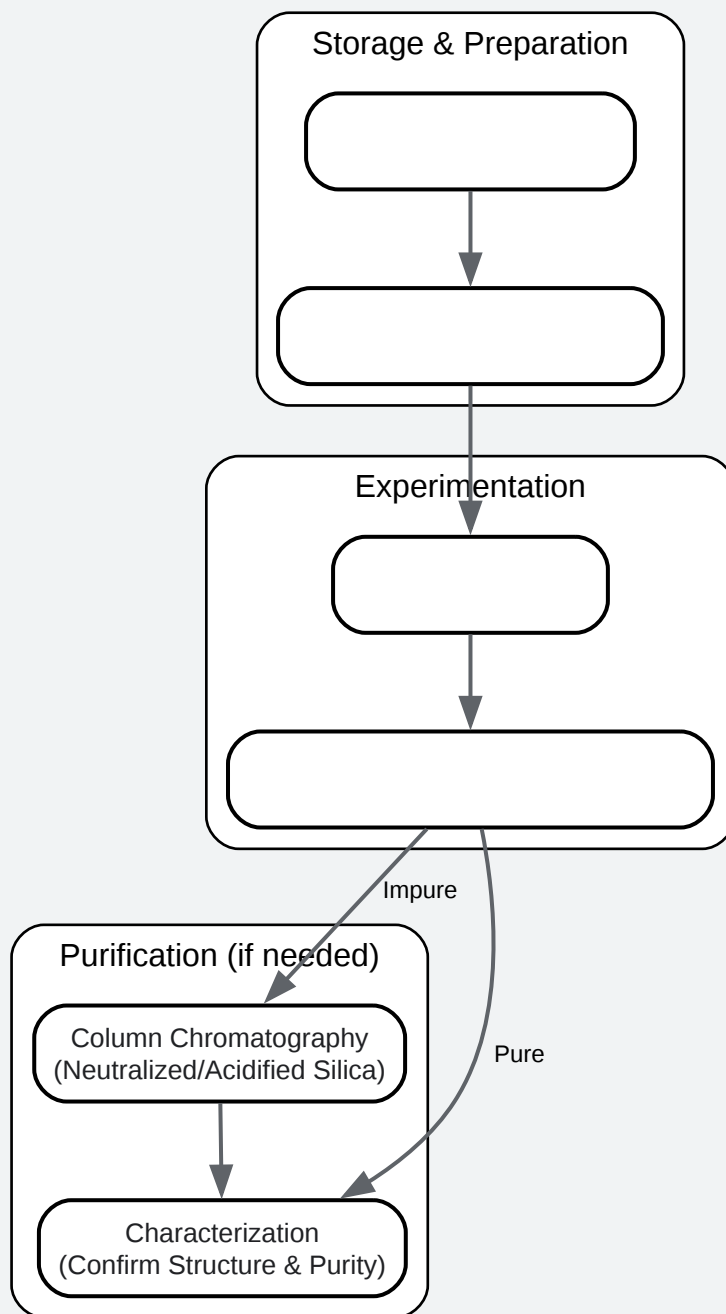 Storage & Preparation
Experimentation
Impure
Purification (if needed)
Column Chromatography
(Neutralized/Acidified Silica)
Pure
Characterization
(Confirm Structure & Purity)